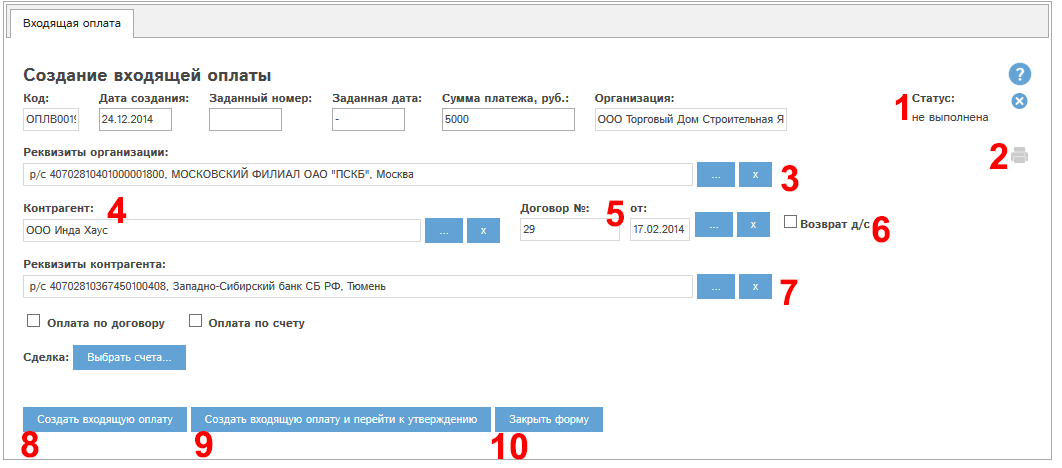 Входящая оплата
Создание входящей оплаты
?
Код: Дата создания: Заданный номер: Заданная дата: Сумма платежа, руб.: Организация: 1 Статус:
ОПЛВ001 24.12.2014 - 5000 ООО Торговый Дом Строительная Я не выполнена
Реквизиты организации: 2
р/с 40702810401000001800, МОСКОВСКИЙ ФИЛИАЛ ОАО "ПСКБ", Москва ... x 3
Контрагент: 4 Договор №: 5 от:
ООО Инда Хаус ... x 29 17.02.2014 ... x Возврат д/с 6
Реквизиты контрагента:
р/с 40702810367450100408, Западно-Сибирский банк СБ РФ, Тюмень ... x 7
Оплата по договору Оплата по счету
Сделка: Выбрать счета...
Создать входящую оплату Создать входящую оплату и перейти к утверждению Закрыть форму
8 9 10